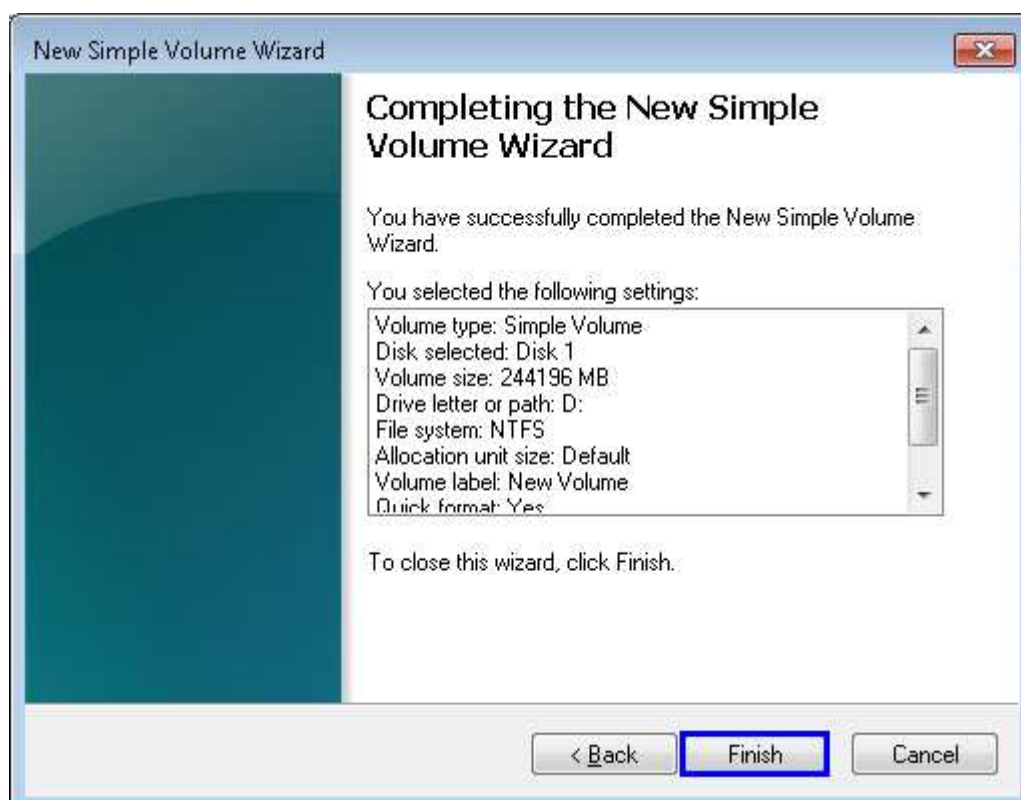 New Simple Volume Wizard
Completing the New Simple
Volume Wizard
You have successfully completed the New Simple Volume
Wizard.
You selected the following settings:
Volume type: Simple Volume
Disk selected: Disk 1
Volume size: 244196 MB
Drive letter or path: D:
File system: NTFS
Allocation unit size: Default
Volume label: New Volume
Quick format: Yes
To close this wizard, click Finish.
< Back
Finish
Cancel